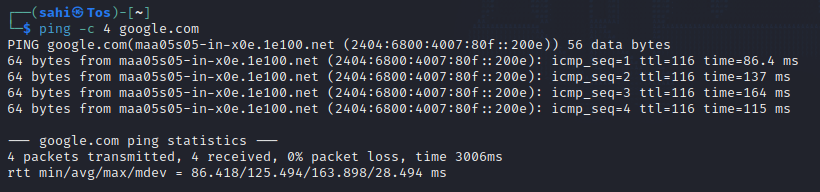 ┌──(sahi㉿Tos)-[~]
└─$ ping -c 4 google.com
PING google.com(maa05s05-in-x0e.1e100.net (2404:6800:4007:80f::200e)) 56 data bytes
64 bytes from maa05s05-in-x0e.1e100.net (2404:6800:4007:80f::200e): icmp_seq=1 ttl=116 time=86.4 ms
64 bytes from maa05s05-in-x0e.1e100.net (2404:6800:4007:80f::200e): icmp_seq=2 ttl=116 time=137 ms
64 bytes from maa05s05-in-x0e.1e100.net (2404:6800:4007:80f::200e): icmp_seq=3 ttl=116 time=164 ms
64 bytes from maa05s05-in-x0e.1e100.net (2404:6800:4007:80f::200e): icmp_seq=4 ttl=116 time=115 ms

--- google.com ping statistics ---
4 packets transmitted, 4 received, 0% packet loss, time 3006ms
rtt min/avg/max/mdev = 86.418/125.494/163.898/28.494 ms